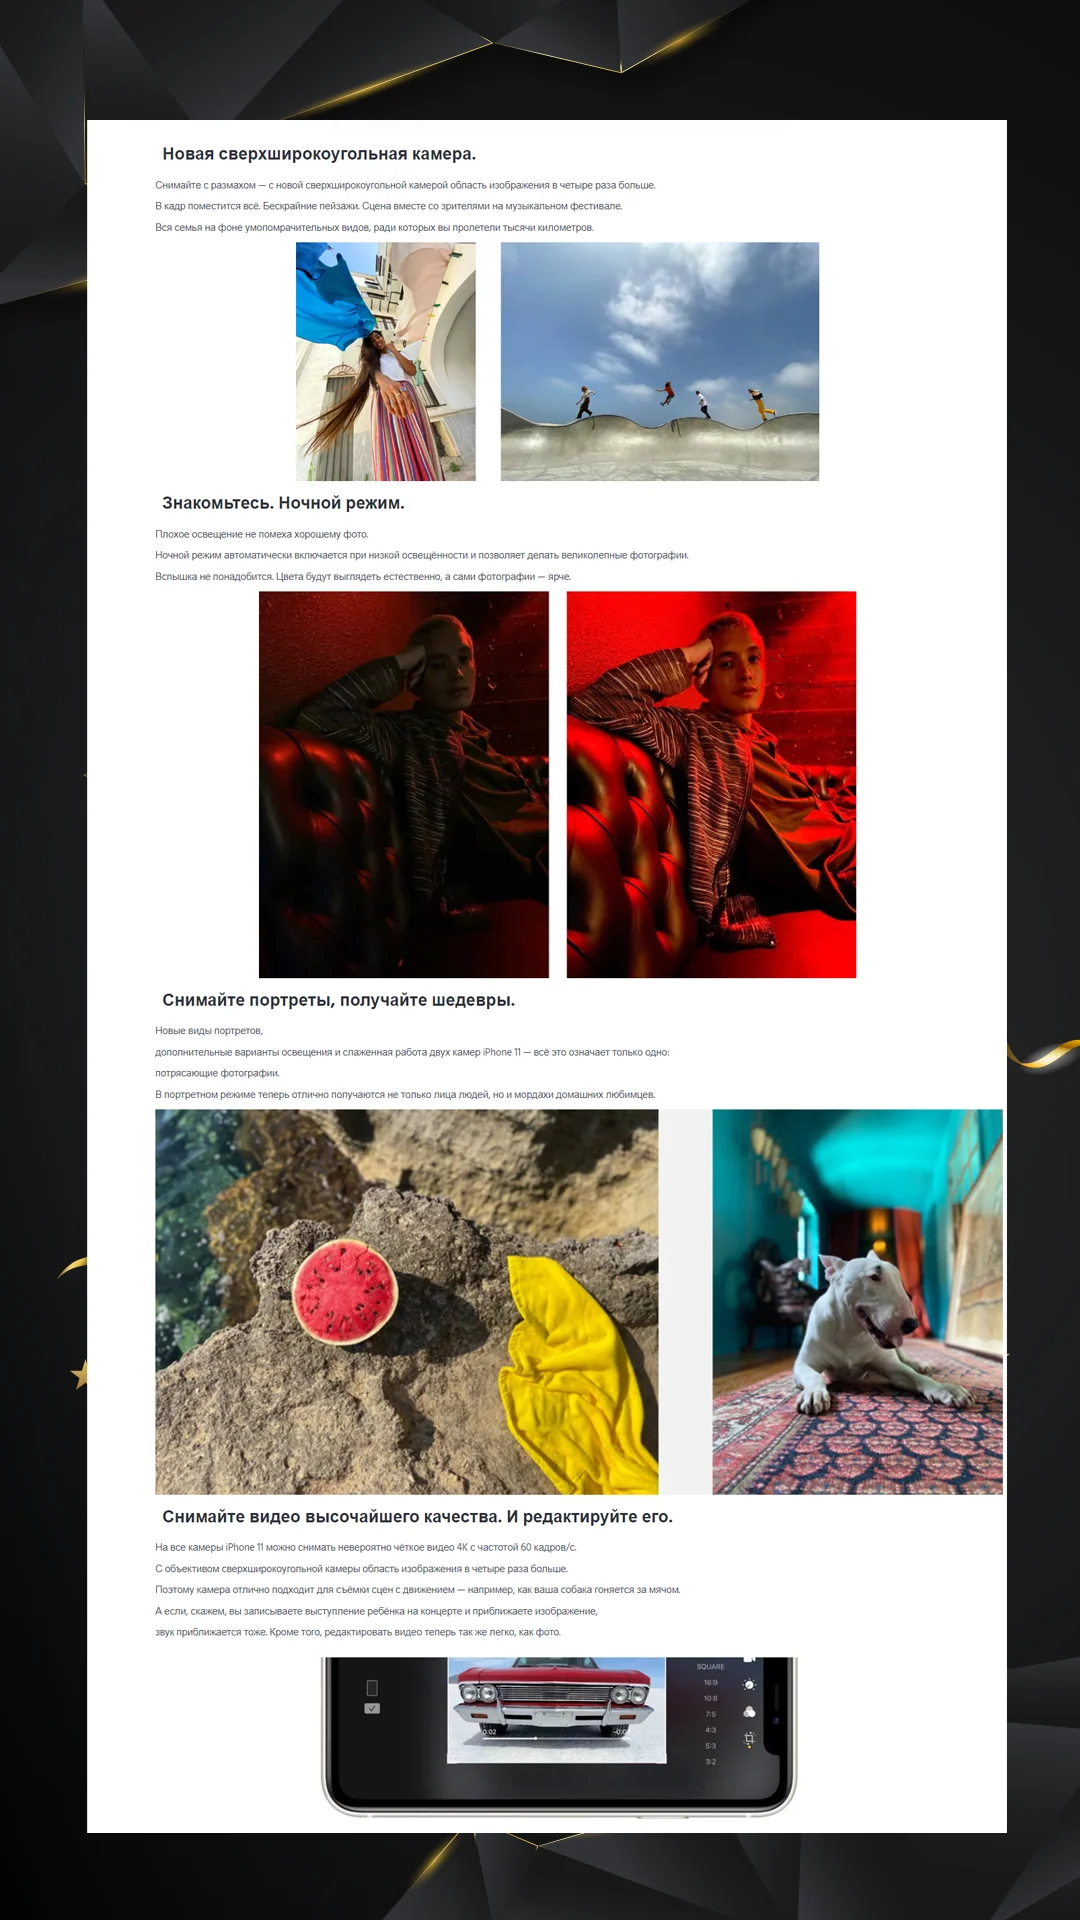 Новая сверхширокоугольная камера.
Снимайте с размахом — с новой сверхширокоугольной камерой область изображения в четыре раза больше.
В кадр поместится всё. Бескрайние пейзажи. Сцена вместе со зрителями на музыкальном фестивале.
Вся семья на фоне умопомрачительных видов, ради которых вы пролетели тысячи километров.
Знакомьтесь. Ночной режим.
Плохое освещение не помеха хорошему фото.
Ночной режим автоматически включается при низкой освещённости и позволяет делать великолепные фотографии.
Вспышка не понадобится. Цвета будут выглядеть естественно, а сами фотографии — ярче.
Снимайте портреты, получайте шедевры.
Новые виды портретов,
дополнительные варианты освещения и слаженная работа двух камер iPhone 11 — всё это означает только одно:
потрясающие фотографии.
В портретном режиме теперь отлично получаются не только лица людей, но и мордахи домашних любимцев.
Снимайте видео высочайшего качества. И редактируйте его.
На все камеры iPhone 11 можно снимать невероятно чёткое видео 4K с частотой 60 кадров/с.
С объективом сверхширокоугольной камеры область изображения в четыре раза больше.
Поэтому камера отлично подходит для съёмки сцен с движением — например, как ваша собака гоняется за мячом.
А если, скажем, вы записываете выступление ребёнка на концерте и приближаете изображение,
звук приближается тоже. Кроме того, редактировать видео теперь так же легко, как фото.
SQUARE
16:9
10:8
7:5
4:3
5:3
3:2
0:02